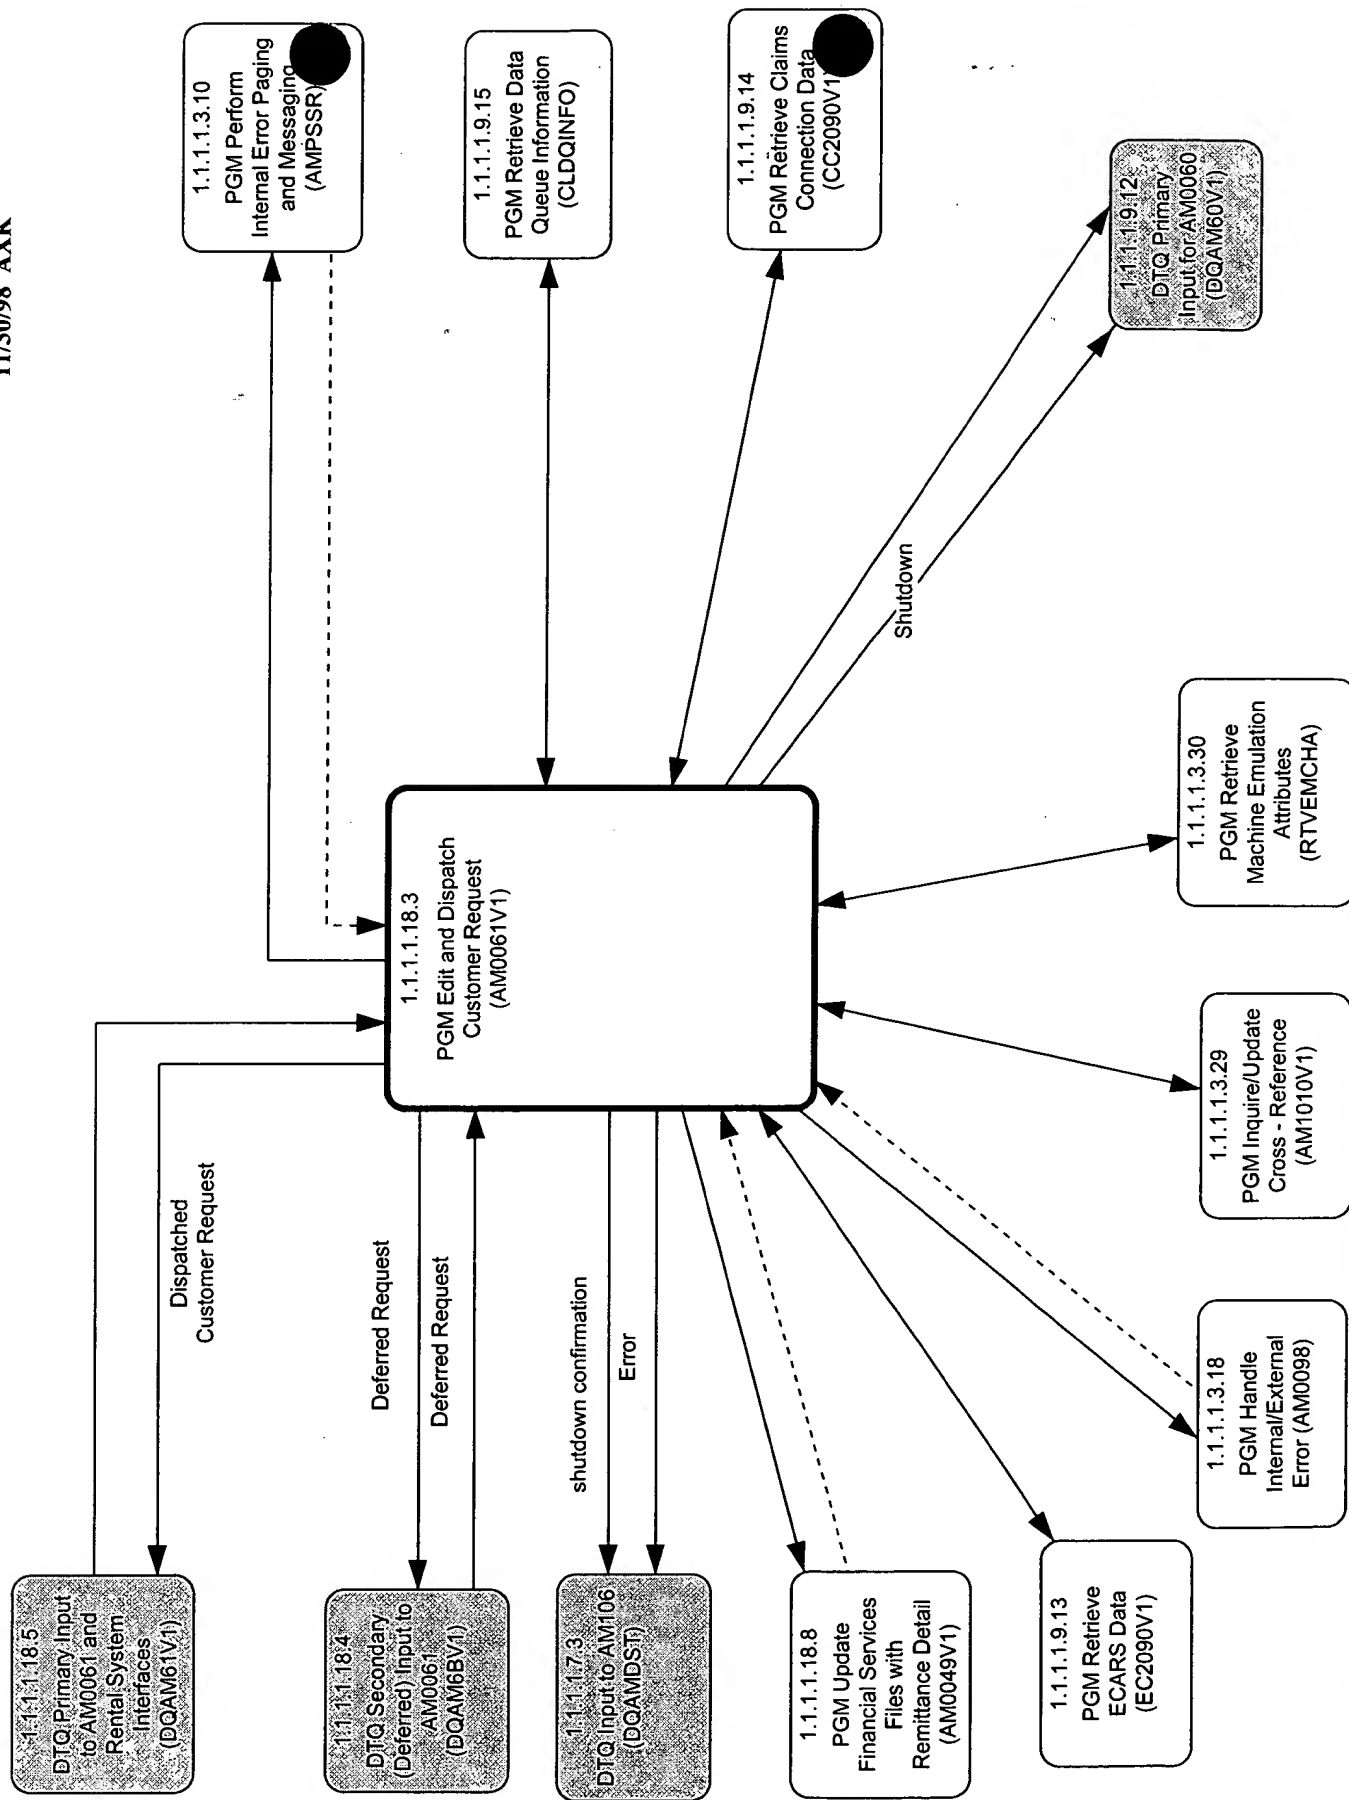 11/30/98 AXK
1.1.1.1.18.5
DTQ Primary Input
to AM0061 and
Rental System
Interfaces
(DQAM61V1)
1.1.1.1.18.4
DTQ Secondary
(Deferred) Input to
AM0061
(DQAM6BV1)
1.1.1.1.7.3
DTQ Input to AM106
(DQAMDST)
1.1.1.1.18.8
PGM Update
Financial Services
Files with
Remittance Detail
(AM0049V1)
1.1.1.1.9.13
PGM Retrieve
ECARS Data
(EC2090V1)
1.1.1.1.3.18
PGM Handle
Internal/External
Error (AM0098)
1.1.1.1.3.29
PGM Inquire/Update
Cross - Reference
(AM1010V1)
1.1.1.1.3.30
PGM Retrieve
Machine Emulation
Attributes
(RTVEMCHA)
Dispatched
Customer Request
Deferred Request
Deferred Request
shutdown confirmation
Error
1.1.1.1.18.3
PGM Edit and Dispatch
Customer Request
(AM0061V1)
Shutdown
1.1.1.1.3.10
PGM Perform
Internal Error Paging
and Messaging
(AMPSSR)
1.1.1.1.9.15
PGM Retrieve Data
Queue Information
(CLDQINFO)
1.1.1.1.9.14
PGM Retrieve Claims
Connection Data
(CC2090V1)
1.1.1.1.9.12
DTQ Primary
Input for AM0060
(DQAM60V1)